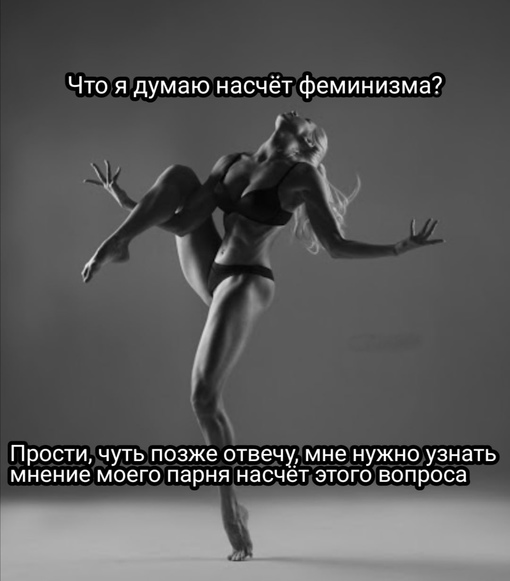 Что я думаю насчёт феминизма?
Прости, чуть позже отвечу, мне нужно узнать
мнение моего парня насчёт этого вопроса